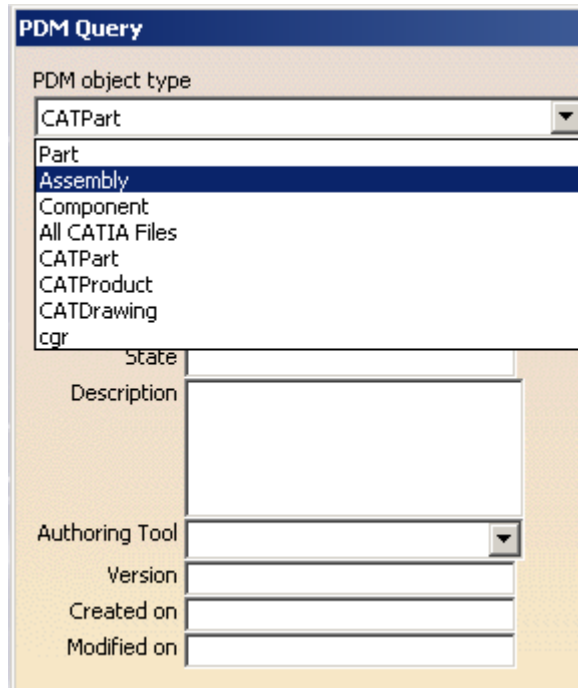 PDM Query
PDM object type
CATPart
Part
Assembly
Component
All CATIA Files
CATPart
CATProduct
CATDrawing
cgr
State
Description
Authoring Tool
Version
Created on
Modified on